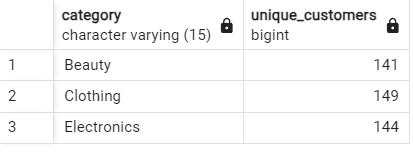 category unique_customers
character varying (15) bigint
1 Beauty 141
2 Clothing 149
3 Electronics 144